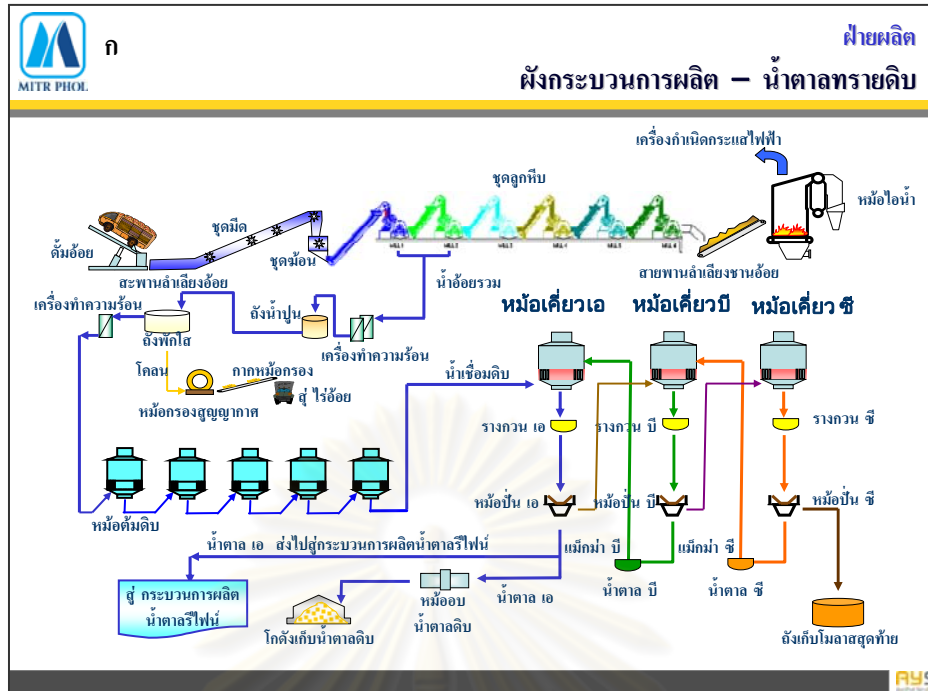 MITR PHOL
ก
ฝ่ายผลิต
ผังกระบวนการผลิต – น้ำตาลทรายดิบ
เครื่องกำเนิดกระแสไฟฟ้า
ชุดลูกหีบ
หม้อไอน้ำ
ชุดมีด
ดั้มอ้อย
ชุดฆ้อน
MILL 1
MILL 2
MILL 3
MILL 4
MILL 5
MILL 6
สายพานลำเลียงชานอ้อย
สะพานลำเลียงอ้อย
น้ำอ้อยรวม
เครื่องทำความร้อน
ถังน้ำปูน
หม้อเคี่ยวเอ
หม้อเคี่ยวบี
หม้อเคี่ยว ซี
ถังพักใส
เครื่องทำความร้อน
โคลน
กากหม้อกรอง
น้ำเชื่อมดิบ
สู่ ไร่อ้อย
หม้อกรองสูญญากาศ
รางกวน เอ
รางกวน บี
รางกวน ซี
หม้อปั่น เอ
หม้อปั่น บี
หม้อปั่น ซี
หม้อต้มดิบ
น้ำตาล เอ ส่งไปสู่กระบวนการผลิตน้ำตาลรีไฟน์
แม็กม่า บี
แม็กม่า ซี
สู่ กระบวนการผลิต
น้ำตาลรีไฟน์
หม้ออบ
น้ำตาลดิบ
น้ำตาล เอ
น้ำตาล บี
น้ำตาล ซี
โกดังเก็บน้ำตาลดิบ
ถังเก็บโมลาสสุดท้าย